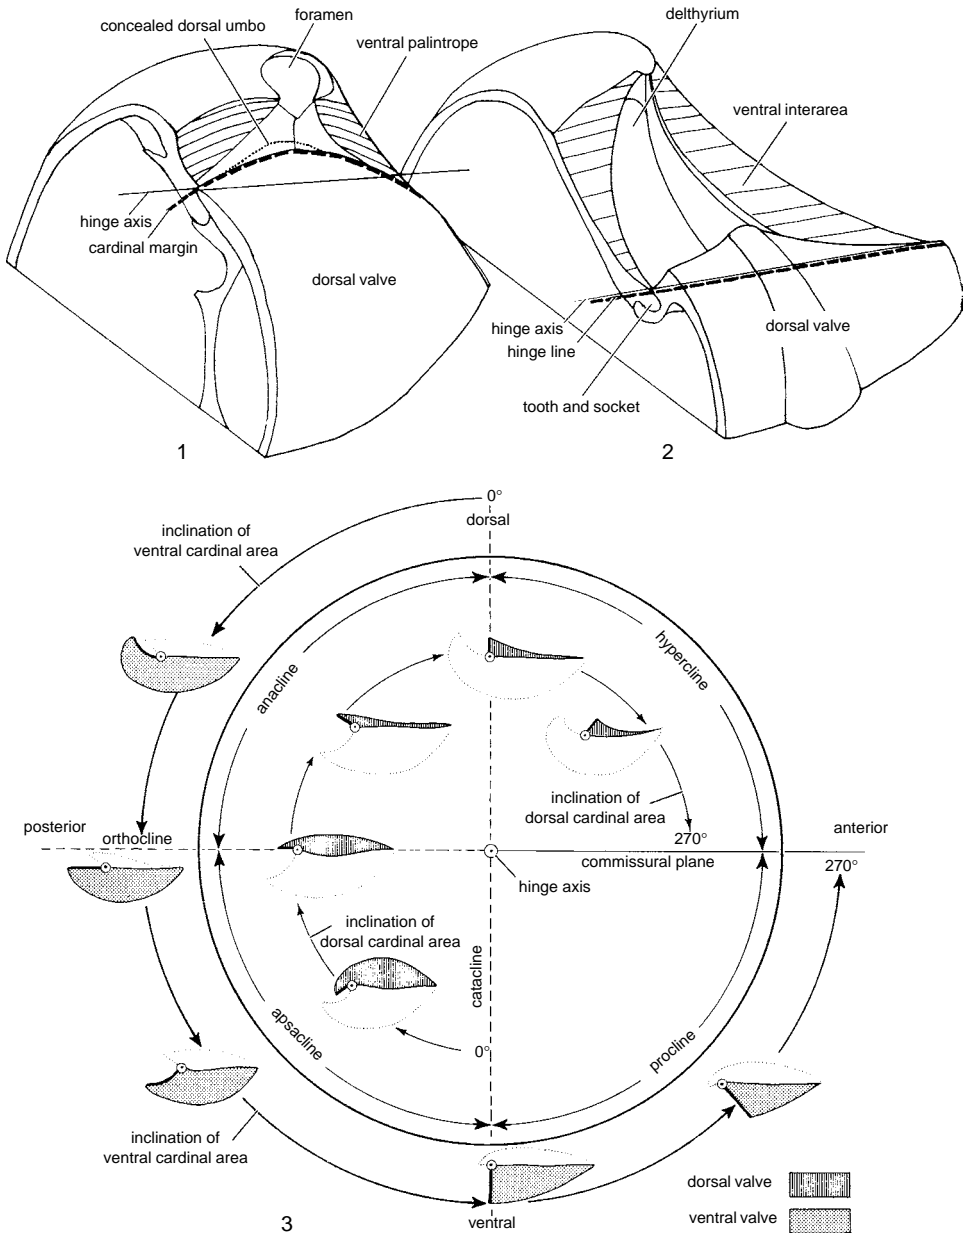 foramen
concealed dorsal umbo
ventral palintrope
hinge axis
cardinal margin
dorsal valve
1
delthyrium
ventral interarea
hinge axis
hinge line
dorsal valve
tooth and socket
2
0°
dorsal
inclination of
ventral cardinal area
anacline
hypercline
inclination of
dorsal cardinal area
270°
posterior
orthocline
anterior
commissural plane
270°
hinge axis
inclination of
dorsal cardinal area
catacline
0°
apsacline
procline
inclination of
ventral cardinal area
ventral
3
dorsal valve
ventral valve